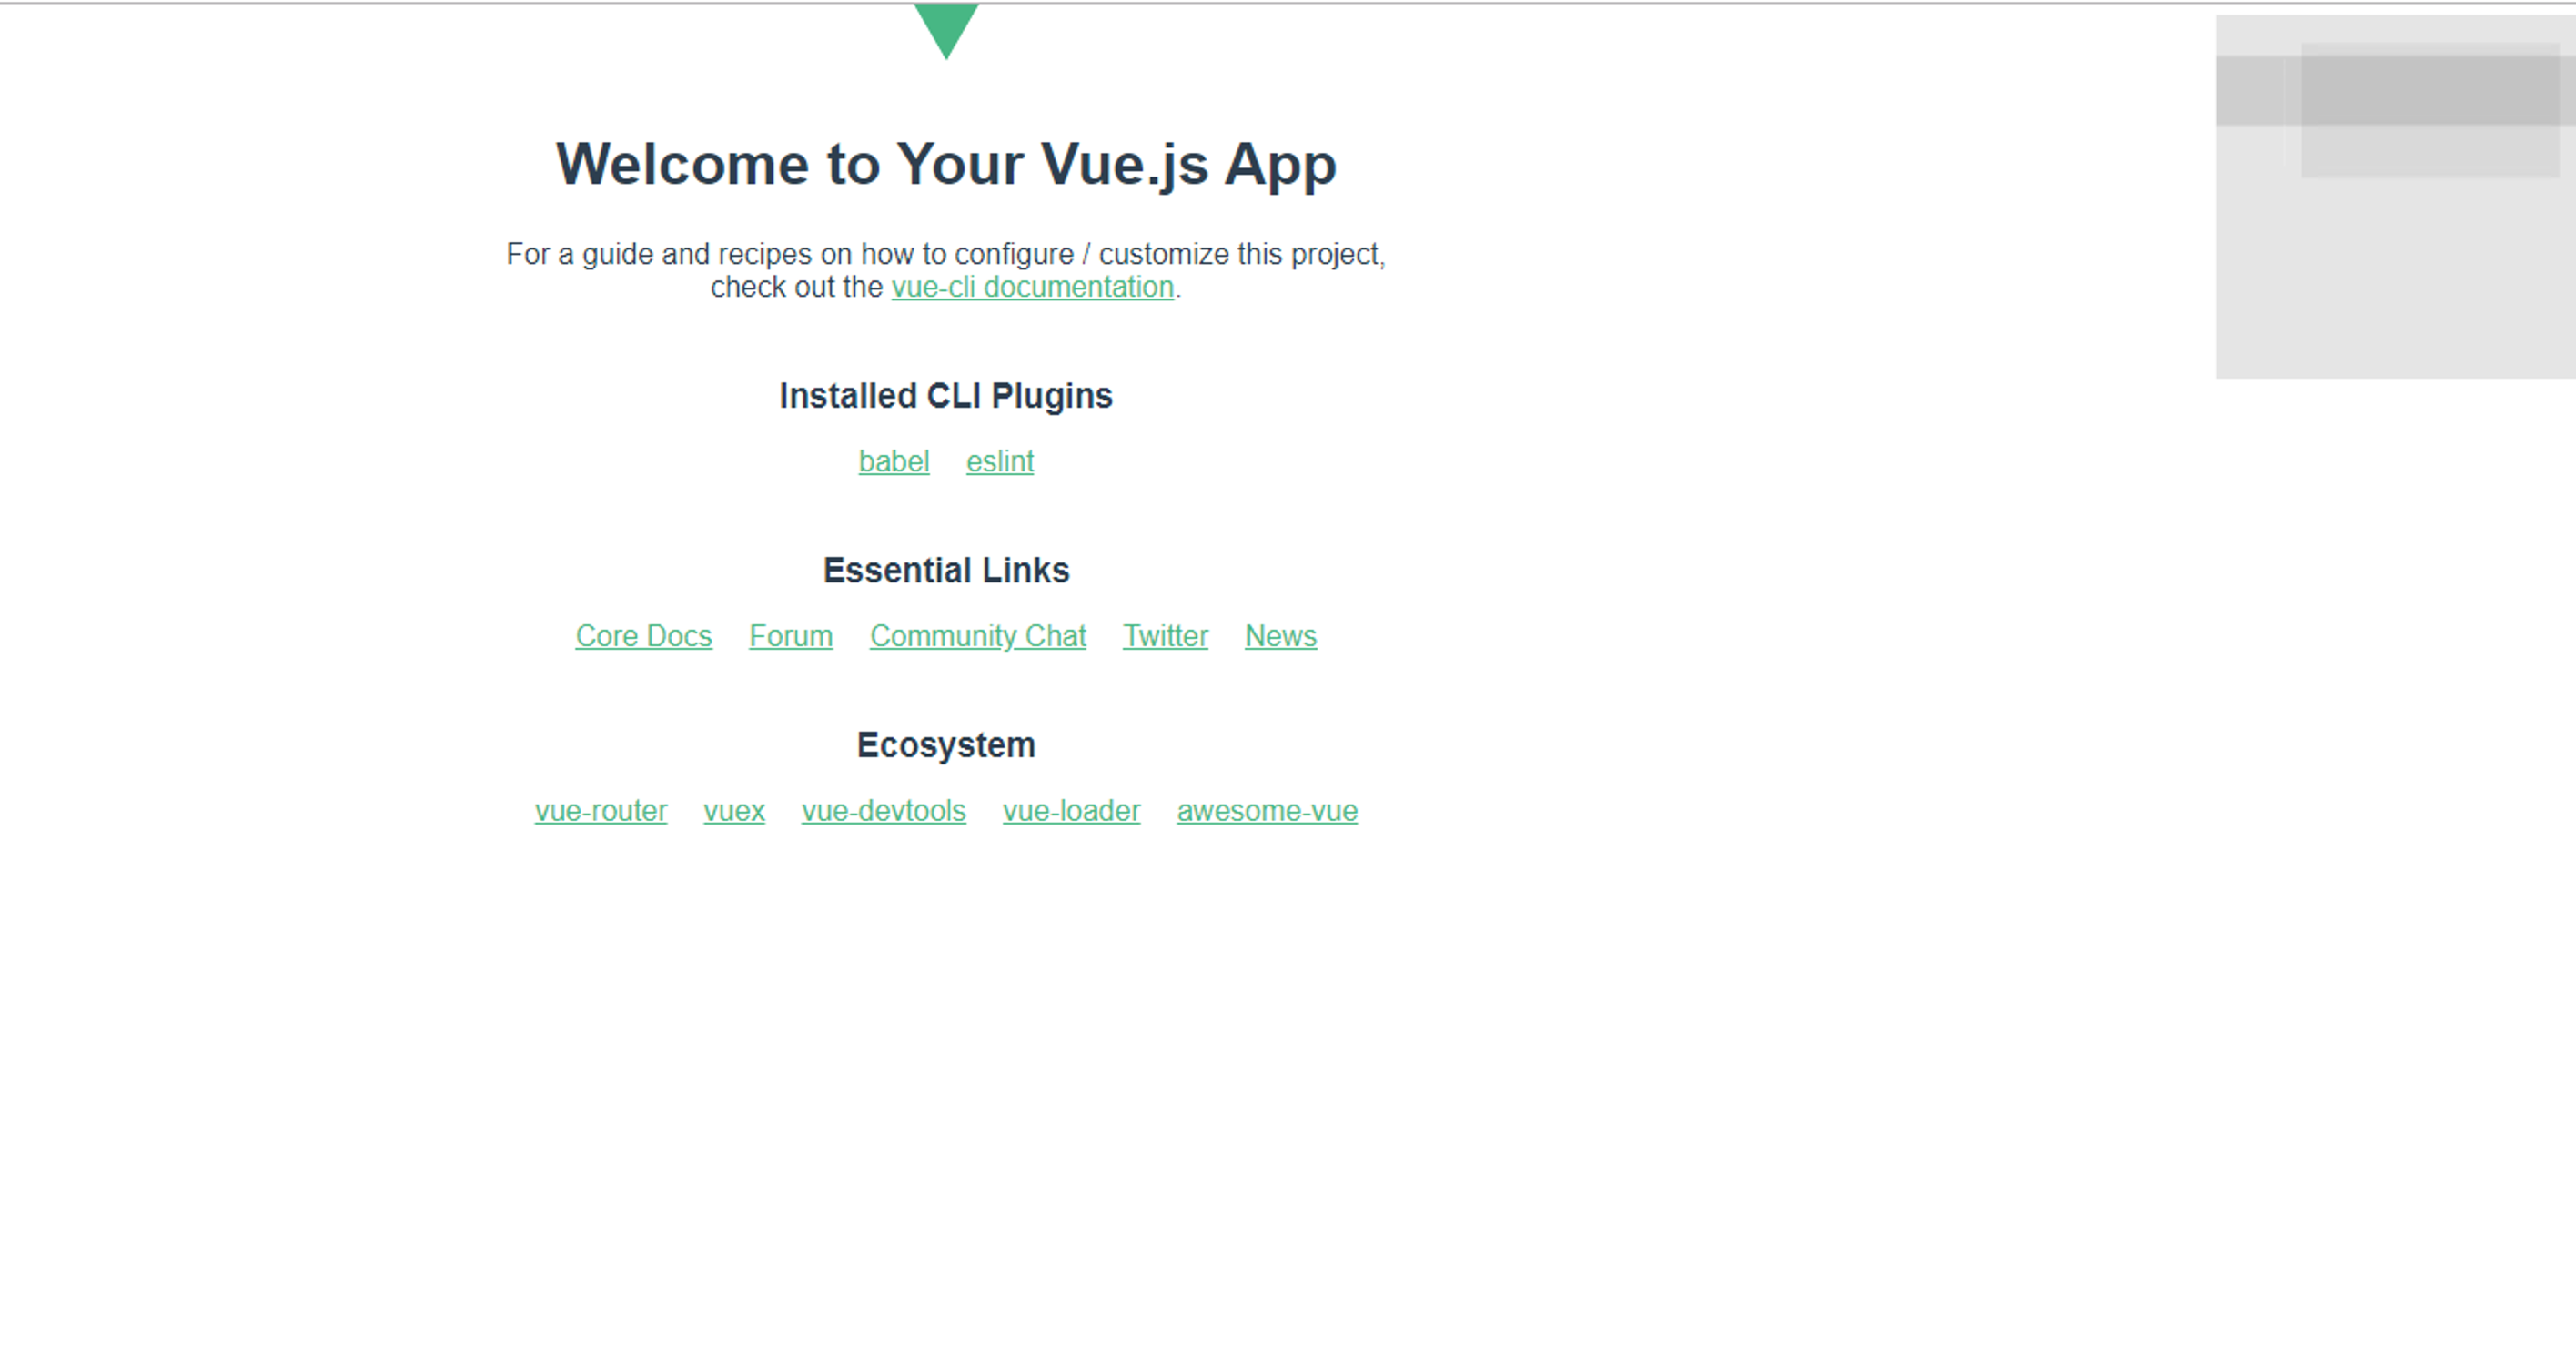 Welcome to Your Vue.js App
For a guide and recipes on how to configure / customize this project,
check out the vue-cli documentation.
Installed CLI Plugins
babel eslint
Essential Links
Core Docs Forum Community Chat Twitter News
Ecosystem
vue-router vuex vue-devtools vue-loader awesome-vue